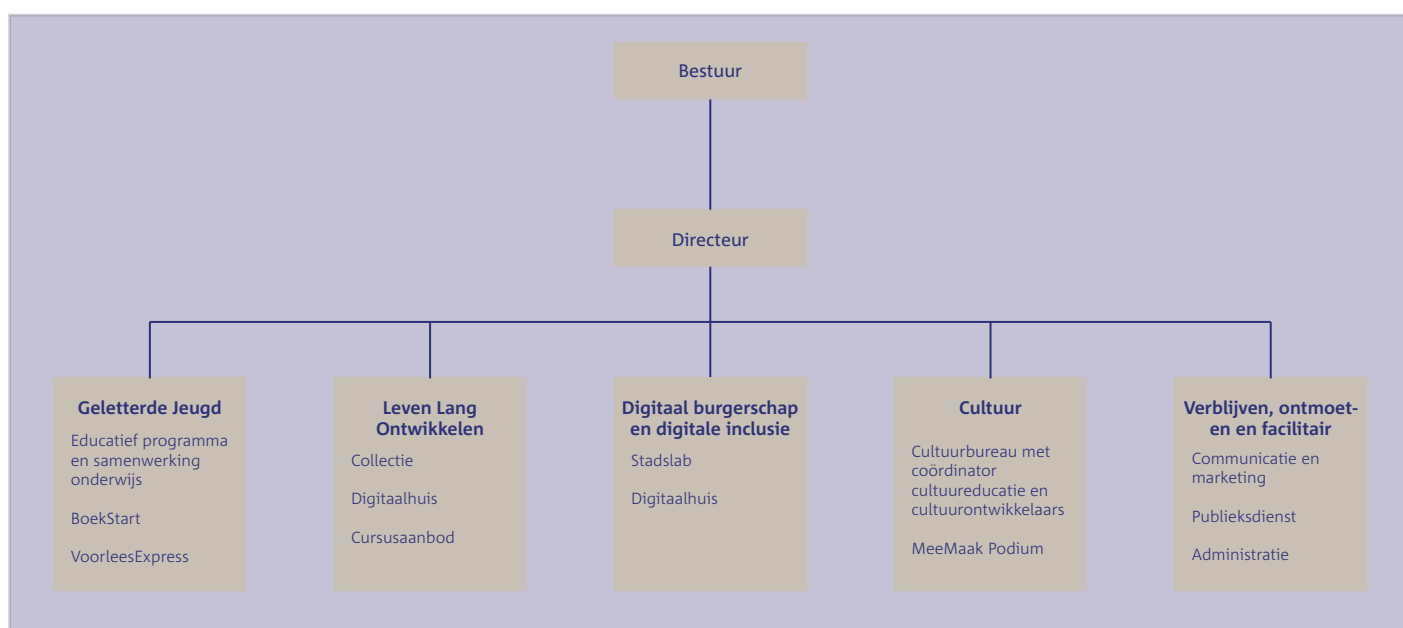 Bestuur
Directeur
Geletterde Jeugd
Educatief programma
en samenwerking
onderwijs
BoekStart
VoorleesExpress
Leven Lang
Ontwikkelen
Collectie
Digitaalhuis
Cursusaanbod
Digitaal burgerschap
en digitale inclusie
Stadslab
Digitaalhuis
Cultuur
Cultuurbureau met
coördinator
cultuureducatie en
cultuurontwikkelaars
MeeMaak Podium
Verblijven, ontmoet-
en en facilitair
Communicatie en
marketing
Publieksdienst
Administratie